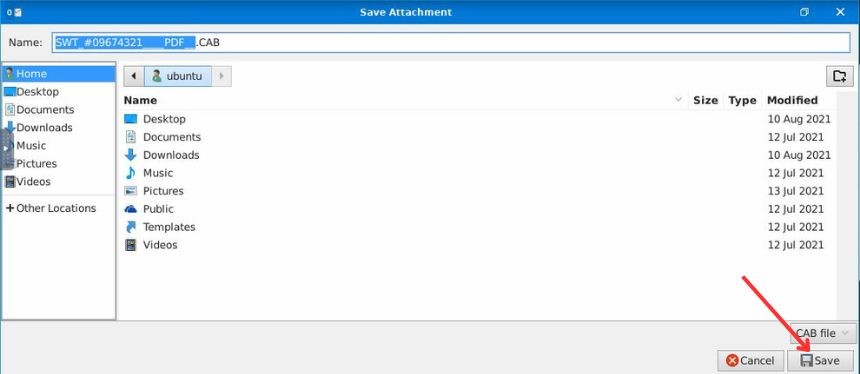 Save Attachment
Name: SWT_#09674321____PDF__.CAB
Home
Desktop
Documents
Downloads
Music
Pictures
Videos
Other Locations
ubuntu
Name Size Type Modified
Desktop 10 Aug 2021
Documents 12 Jul 2021
Downloads 10 Aug 2021
Music 12 Jul 2021
Pictures 13 Jul 2021
Public 12 Jul 2021
Templates 12 Jul 2021
Videos 12 Jul 2021
CAB file
Cancel Save